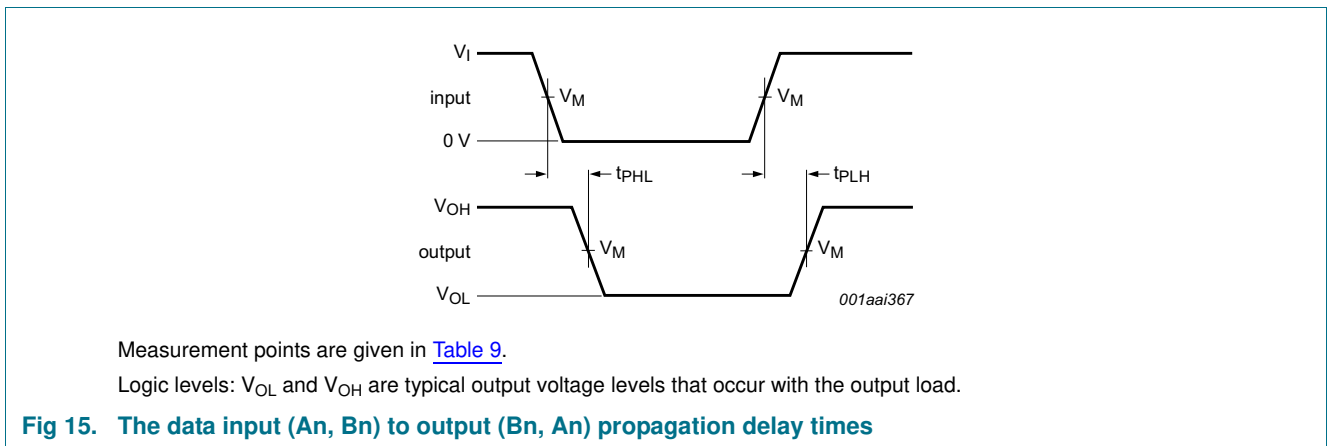 VI
input VM VM
0 V
tPHL tPLH
VOH
output VM VM
VOL
001aai367
Measurement points are given in Table 9.
Logic levels: VOL and VOH are typical output voltage levels that occur with the output load.
Fig 15. The data input (An, Bn) to output (Bn, An) propagation delay times